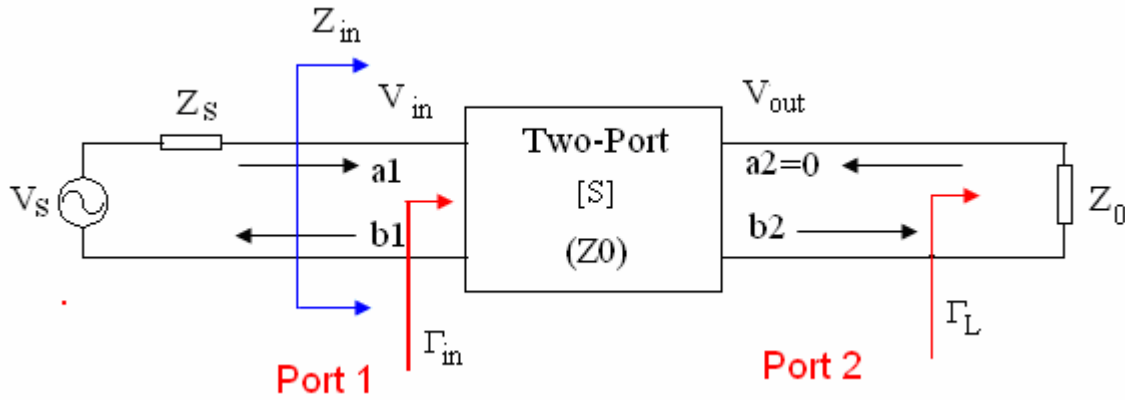 Z_in
Z_S
V_in
V_out
V_S
a1
b1
Two-Port
[S]
(Z0)
a2=0
b2
Z_0
Γ_in
Γ_L
Port 1
Port 2